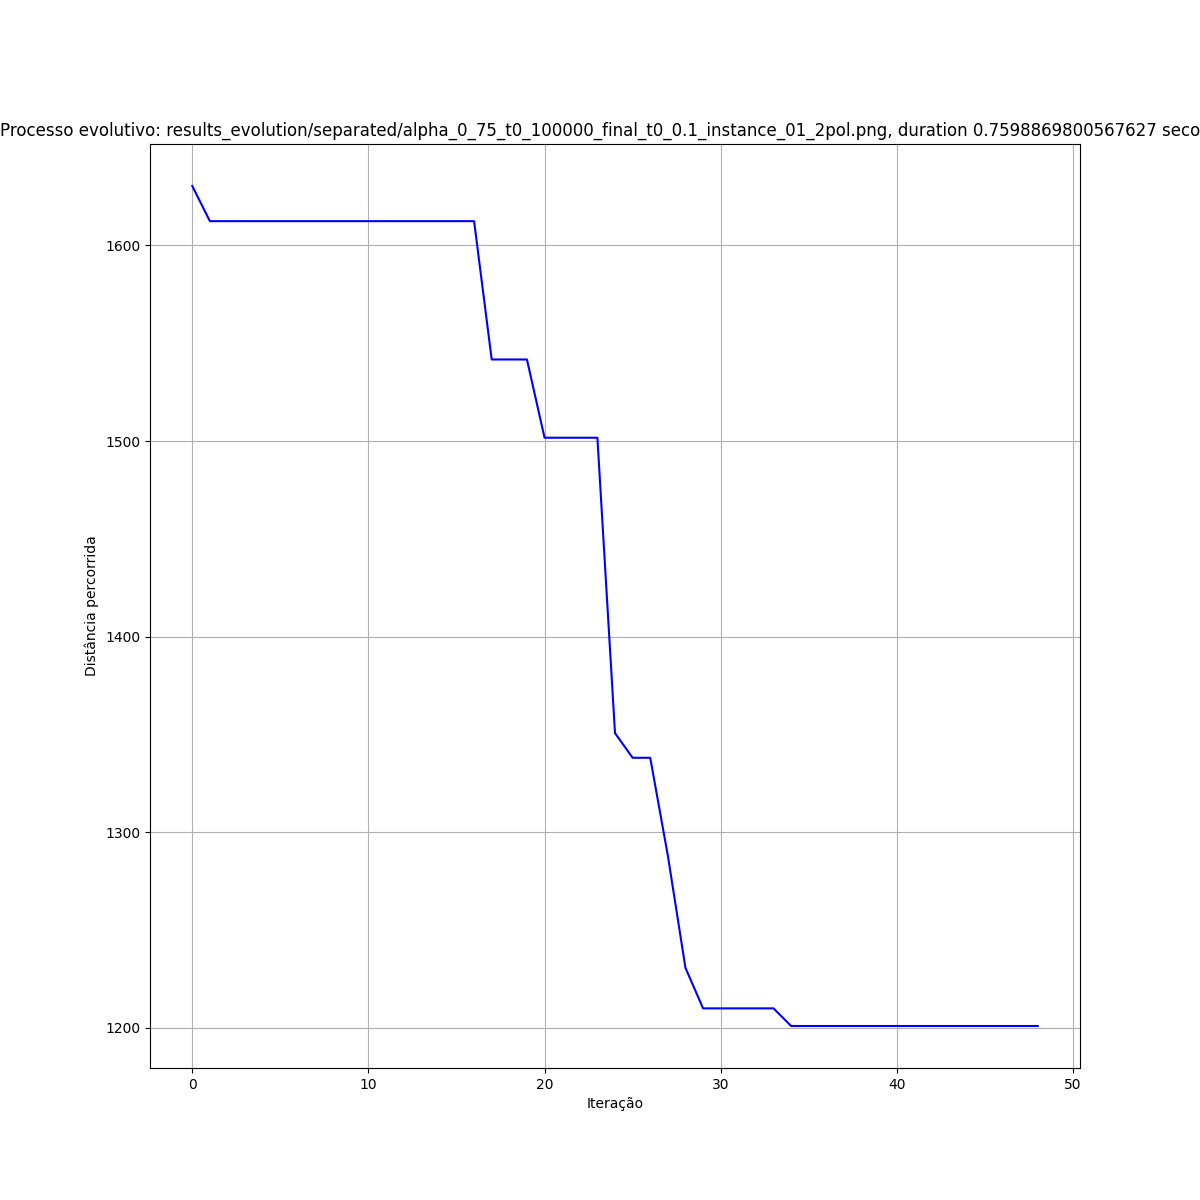 Processo evolutivo: results_evolution/separated/alpha_0_75_t0_100000_final_t0_0.1_instance_01_2pol.png, duration 0.7598869800567627 seco
1600
1500
1400
1300
1200
Distância percorrida
0 10 20 30 40 50
Iteração